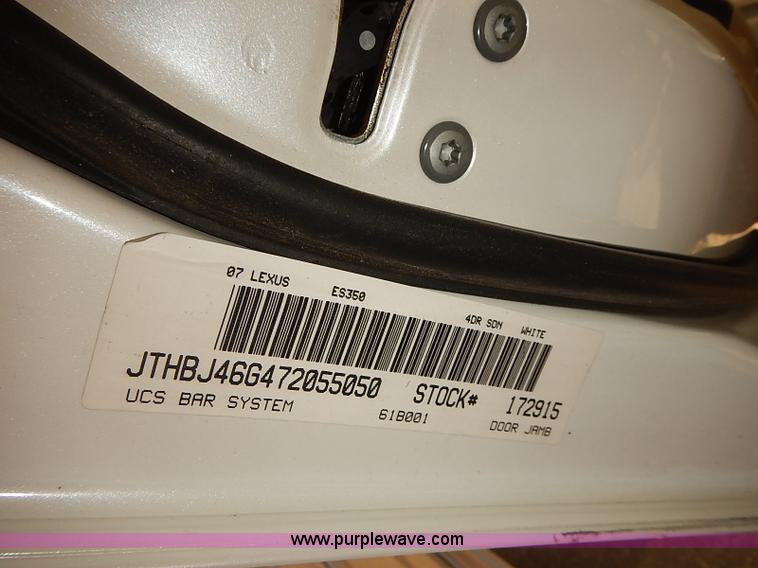 07 LEXUS ES350 4DR SDN WHITE
JTHBJ46G472055050 STOCK# 172915
UCS BAR SYSTEM 61B001 DOOR JAMB
www.purplewave.com